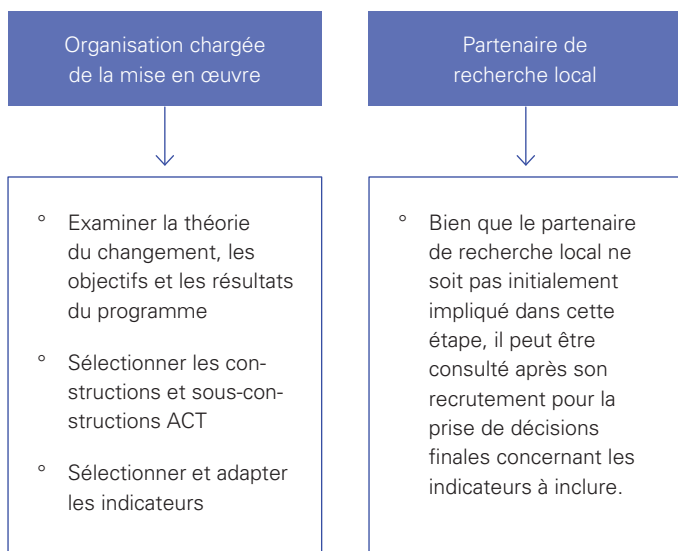 Organisation chargée
de la mise en œuvre
° Examiner la théorie
du changement, les
objectifs et les résultats
du programme
° Sélectionner les con-
structions et sous-con-
structions ACT
° Sélectionner et adapter
les indicateurs
Partenaire de
recherche local
° Bien que le partenaire
de recherche local ne
soit pas initialement
impliqué dans cette
étape, il peut être
consulté après son
recrutement pour la
prise de décisions
finales concernant les
indicateurs à inclure.